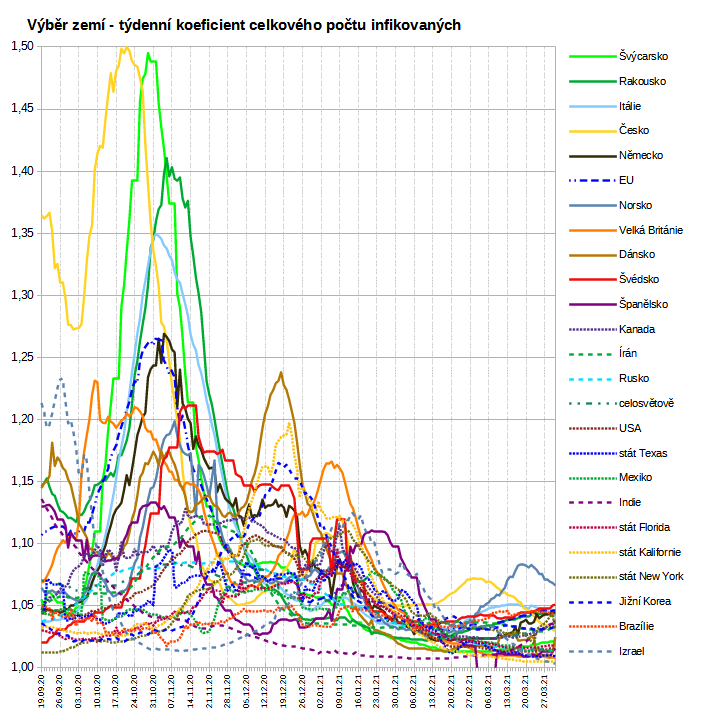 Výběr zemí - týdenní koeficient celkového počtu infikovaných
1,50
1,45
1,40
1,35
1,30
1,25
1,20
1,15
1,10
1,05
1,00
19.09.20
26.09.20
03.10.20
10.10.20
17.10.20
24.10.20
31.10.20
07.11.20
14.11.20
21.11.20
28.11.20
05.12.20
12.12.20
19.12.20
26.12.20
02.01.21
09.01.21
16.01.21
23.01.21
30.01.21
06.02.21
13.02.21
20.02.21
27.02.21
06.03.21
13.03.21
20.03.21
27.03.21
Švýcarsko
Rakousko
Itálie
Česko
Německo
EU
Norsko
Velká Británie
Dánsko
Švédsko
Španělsko
Kanada
Írán
Rusko
celosvětově
USA
stát Texas
Mexiko
Indie
stát Florida
stát Kalifornie
stát New York
Jižní Korea
Brazílie
Izrael